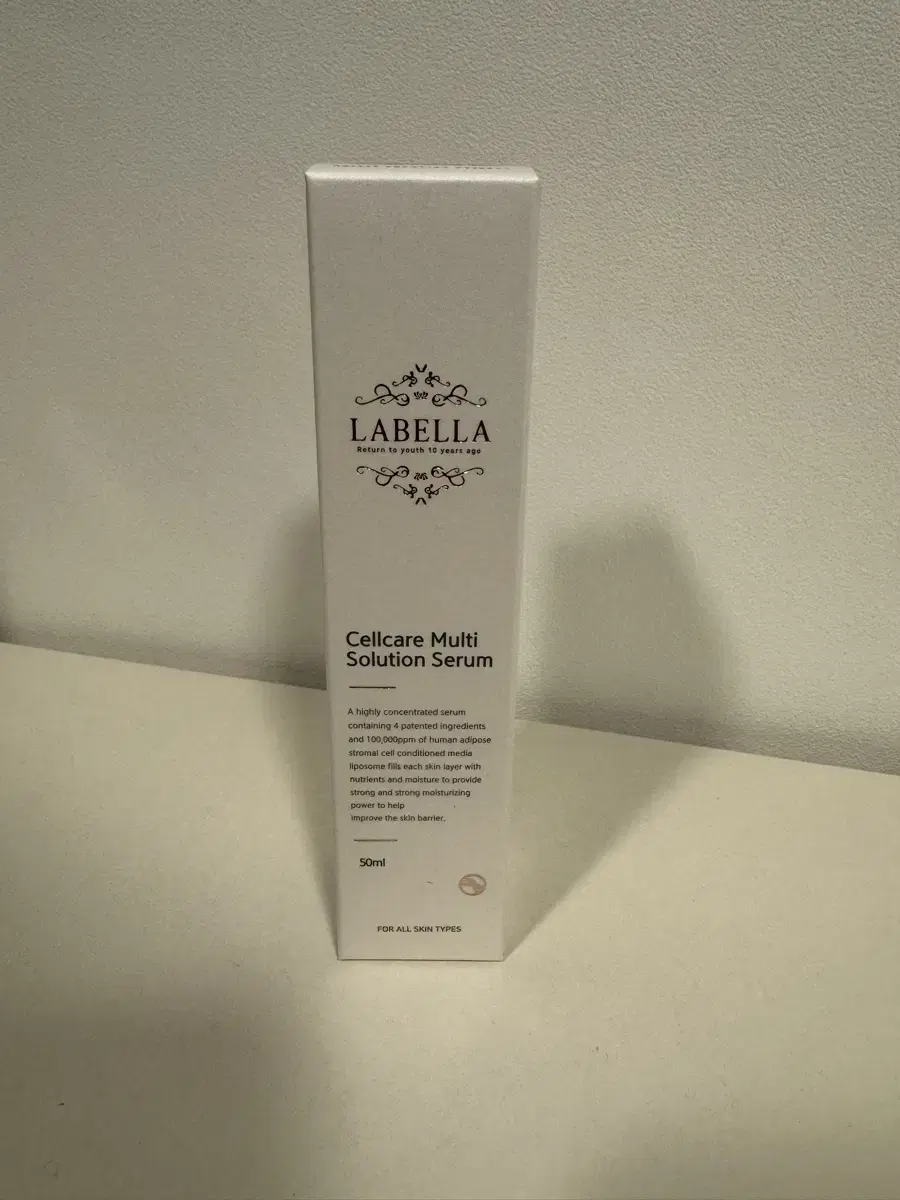 LABELLA
Return to youth 10 years ago
Cellcare Multi
Solution Serum
A highly concentrated serum
containing 4 patented ingredients
and 100,000ppm of human adipose
stromal cell conditioned media
liposome fills each skin layer with
nutrients and moisture to provide
strong and strong moisturizing
power to help
improve the skin barrier.
50ml
FOR ALL SKIN TYPES